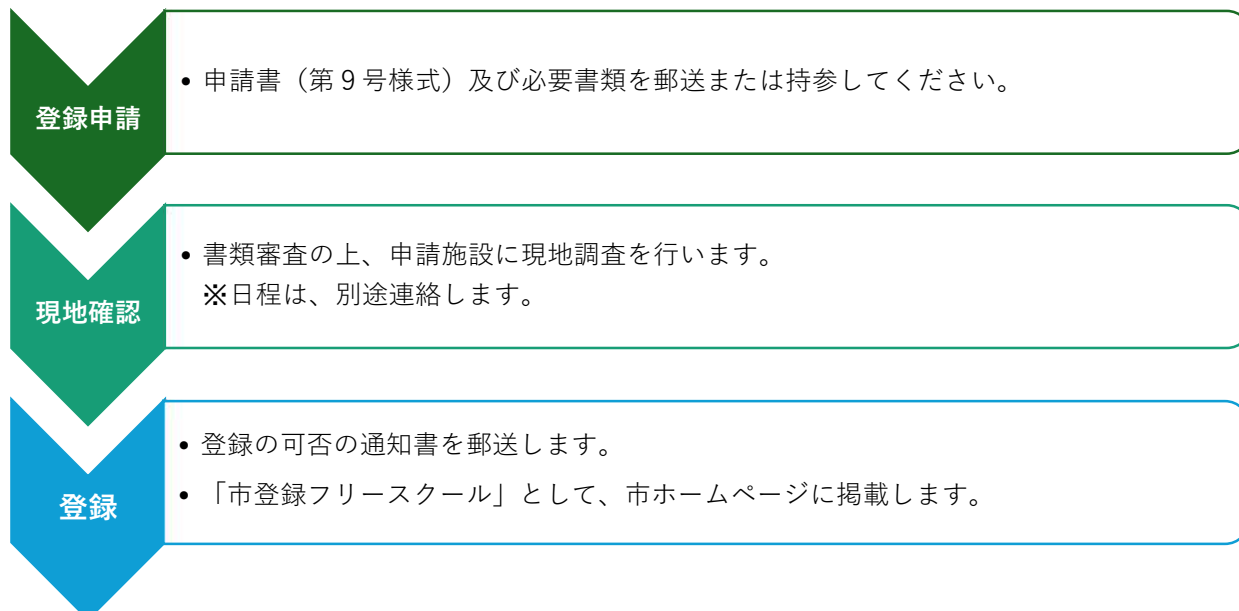 登録申請
• 申請書（第９号様式）及び必要書類を郵送または持参してください。
現地確認
• 書類審査の上、申請施設に現地調査を行います。
※日程は、別途連絡します。
登録
• 登録の可否の通知書を郵送します。
• 「市登録フリースクール」として、市ホームページに掲載します。